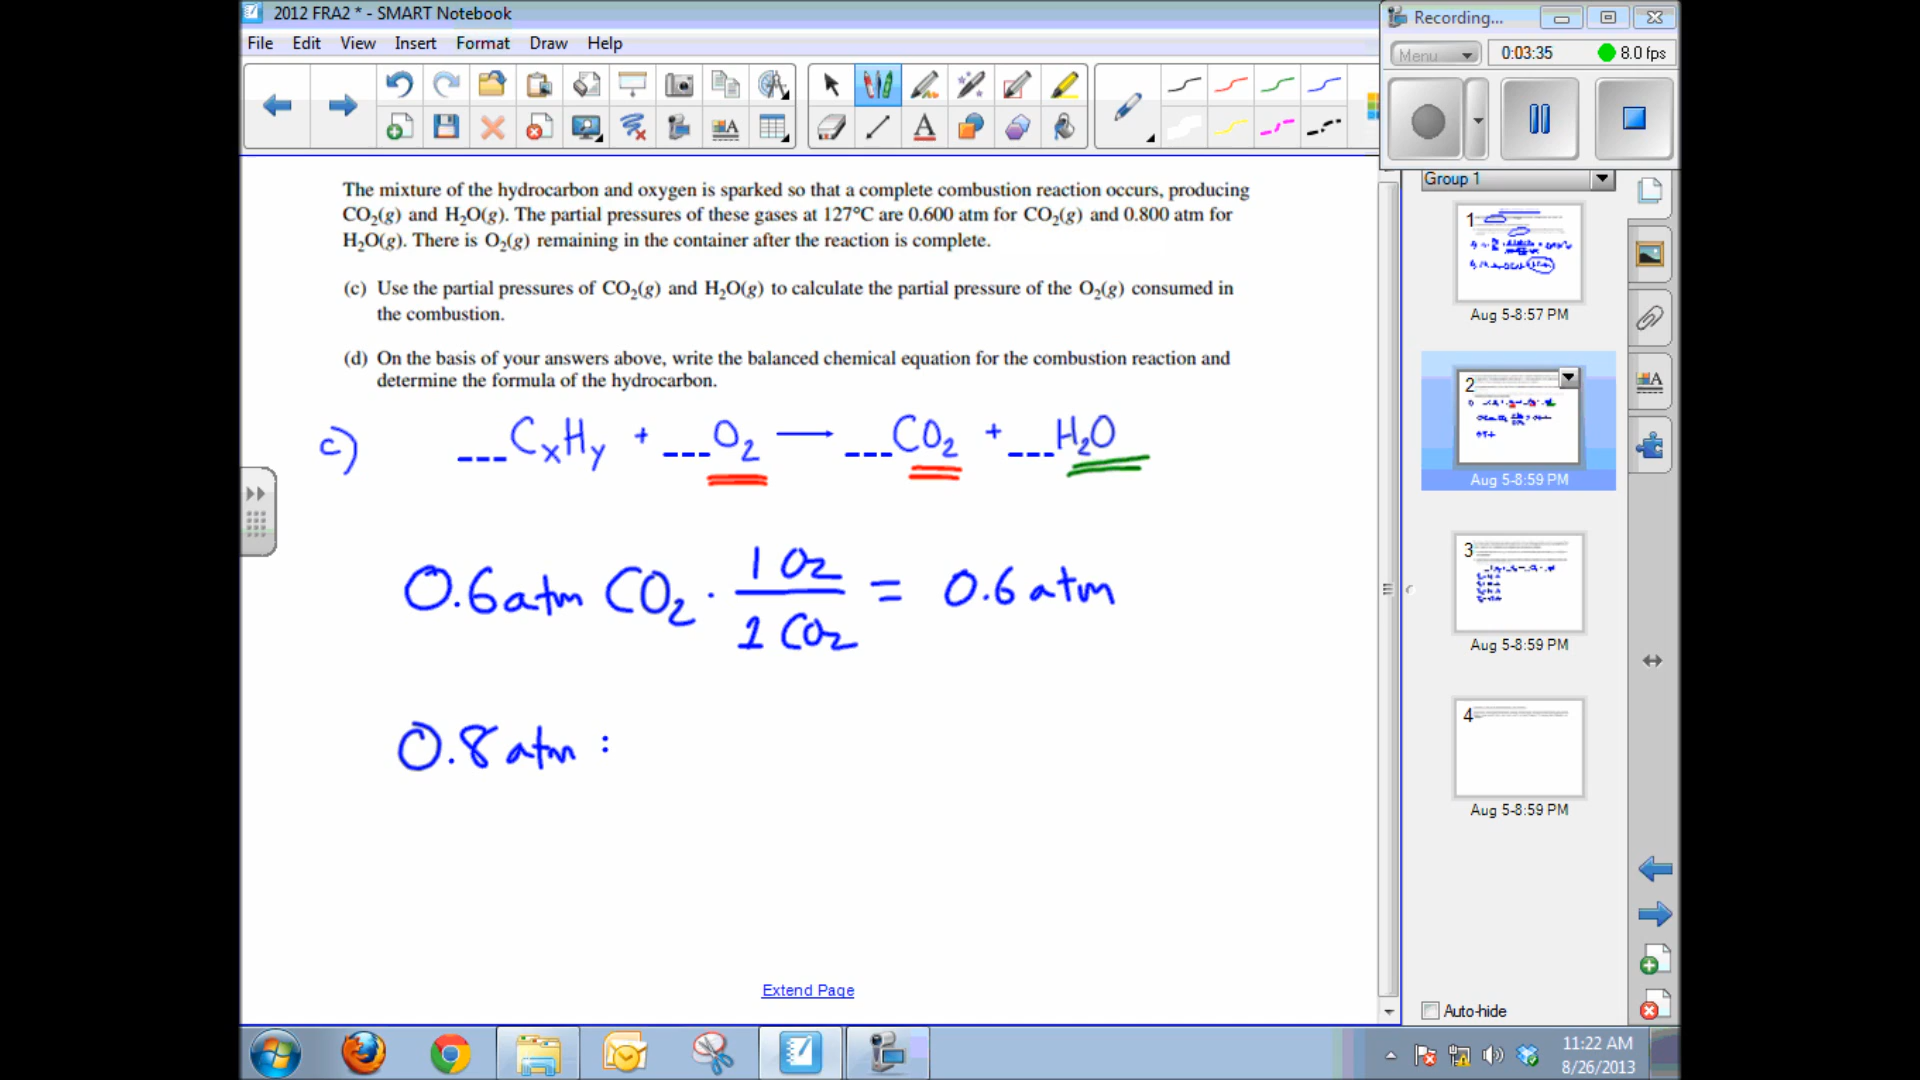 2012 FRA2 * - SMART Notebook
File Edit View Insert Format Draw Help
Recording...
Menu
0:03:35
8.0 fps
The mixture of the hydrocarbon and oxygen is sparked so that a complete combustion reaction occurs, producing
CO₂(g) and H₂O(g). The partial pressures of these gases at 127°C are 0.600 atm for CO₂(g) and 0.800 atm for
H₂O(g). There is O₂(g) remaining in the container after the reaction is complete.
(c) Use the partial pressures of CO₂(g) and H₂O(g) to calculate the partial pressure of the O₂(g) consumed in
the combustion.
(d) On the basis of your answers above, write the balanced chemical equation for the combustion reaction and
determine the formula of the hydrocarbon.
c) ___CxHy + ___O₂ → ___CO₂ + ___H₂O
0.6 atm CO₂ · 1 O₂ / 1 CO₂ = 0.6 atm
0.8 atm :
Extend Page
Group 1
1
Aug 5-8:57 PM
2
Aug 5-8:59 PM
3
Aug 5-8:59 PM
4
Aug 5-8:59 PM
Auto-hide
11:22 AM
8/26/2013